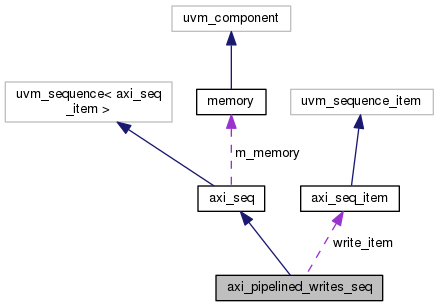 uvm_component
uvm_sequence< axi_seq
_item >
memory
uvm_sequence_item
m_memory
axi_seq
axi_seq_item
write_item
axi_pipelined_writes_seq